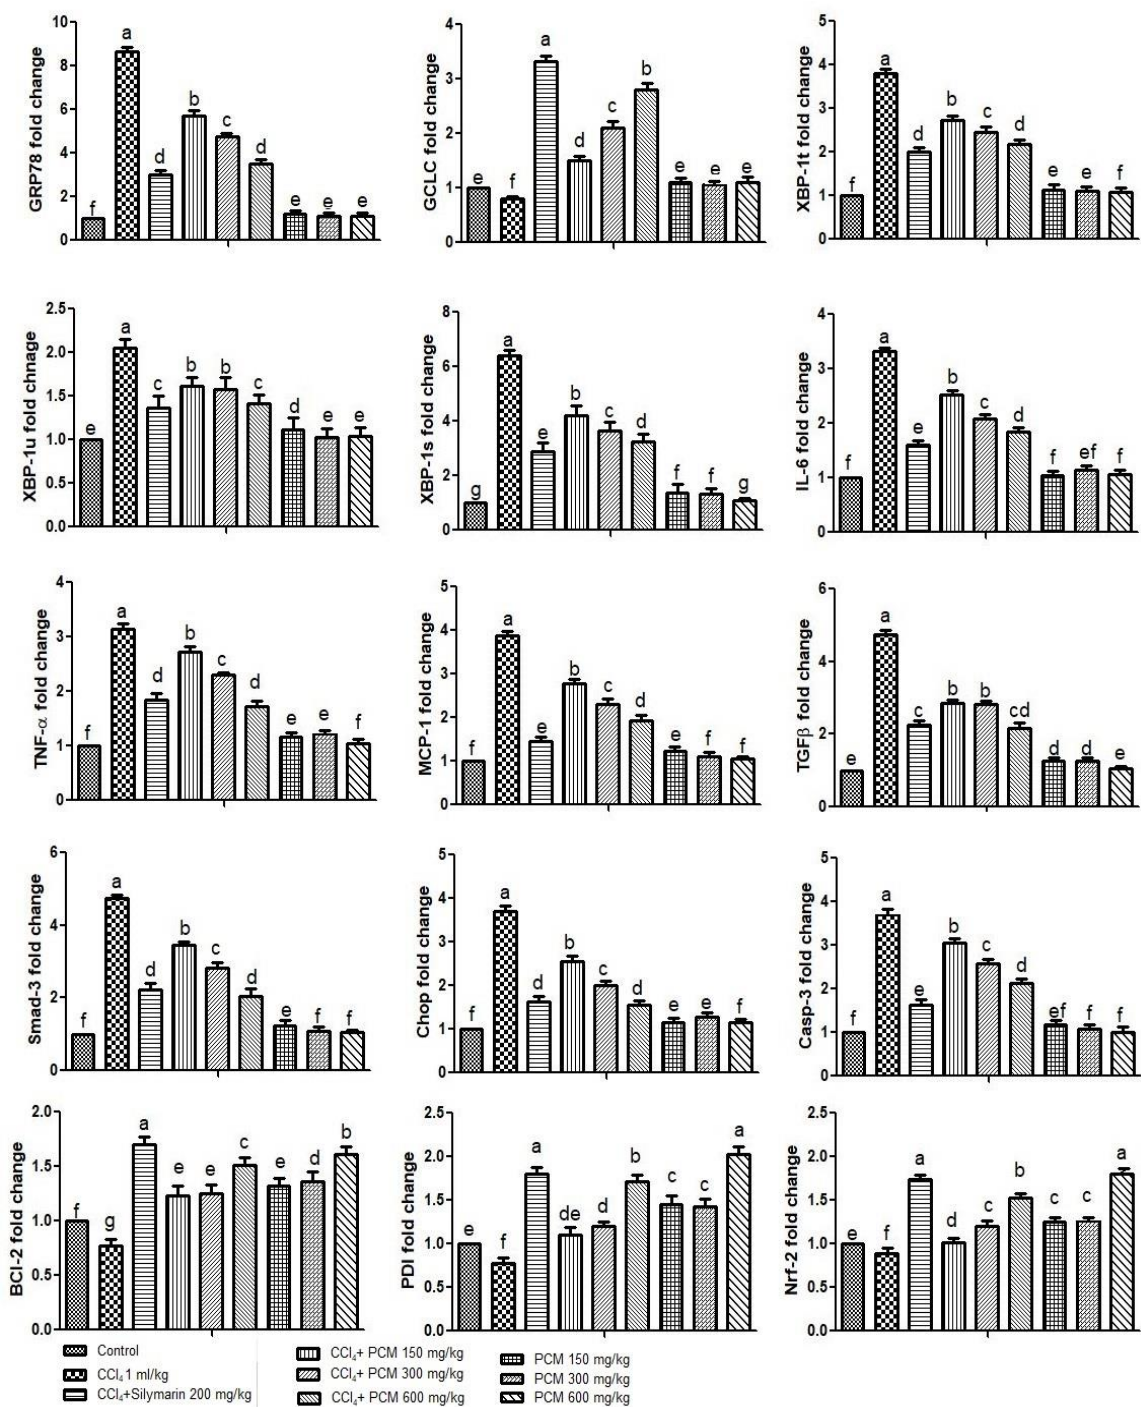 GRP78 fold change
10
8
6
4
2
0
f
a
d
b
c
d
e
e
e
GCLC fold change
4
3
2
1
0
e
f
a
d
c
b
e
e
e
XBP-1t fold change
5
4
3
2
1
0
f
a
d
b
c
d
e
e
f
XBP-1u fold chnage
2.5
2.0
1.5
1.0
0.5
0.0
e
a
c
b
b
c
d
e
e
XBP-1s fold change
8
6
4
2
0
g
a
e
b
c
d
f
f
g
IL-6 fold change
4
3
2
1
0
f
a
e
b
c
d
f
ef
f
TNF-α fold change
4
3
2
1
0
f
a
d
b
c
d
e
e
f
MCP-1 fold change
5
4
3
2
1
0
f
a
e
b
c
d
e
f
f
TGFβ fold change
6
4
2
0
e
a
c
b
b
cd
d
d
e
Smad-3 fold change
6
4
2
0
f
a
d
b
c
d
e
f
f
Chop fold change
5
4
3
2
1
0
f
a
d
b
c
d
e
e
f
Casp-3 fold change
5
4
3
2
1
0
f
a
e
b
c
d
ef
f
f
BCl-2 fold change
2.0
1.5
1.0
0.5
0.0
f
g
a
e
e
c
e
d
b
PDI fold change
2.5
2.0
1.5
1.0
0.5
0.0
e
f
a
de
d
b
c
c
a
Nrf-2 fold change
2.5
2.0
1.5
1.0
0.5
0.0
e
f
a
d
c
b
c
c
a
Control
CCl₄ 1 ml/kg
CCl₄+Silymarin 200 mg/kg
CCl₄+ PCM 150 mg/kg
CCl₄+ PCM 300 mg/kg
CCl₄+ PCM 600 mg/kg
PCM 150 mg/kg
PCM 300 mg/kg
PCM 600 mg/kg